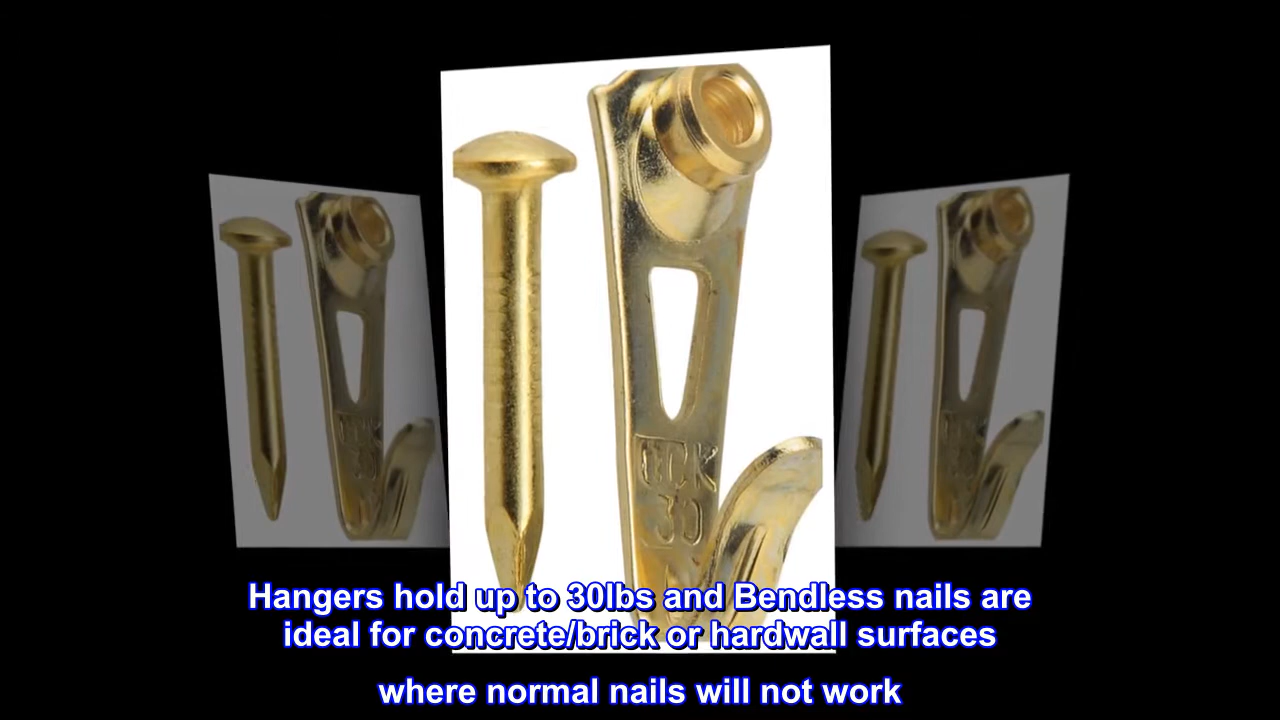 30
Hangers hold up to 30lbs and Bendless nails are
ideal for concrete/brick or hardwall surfaces
where normal nails will not work